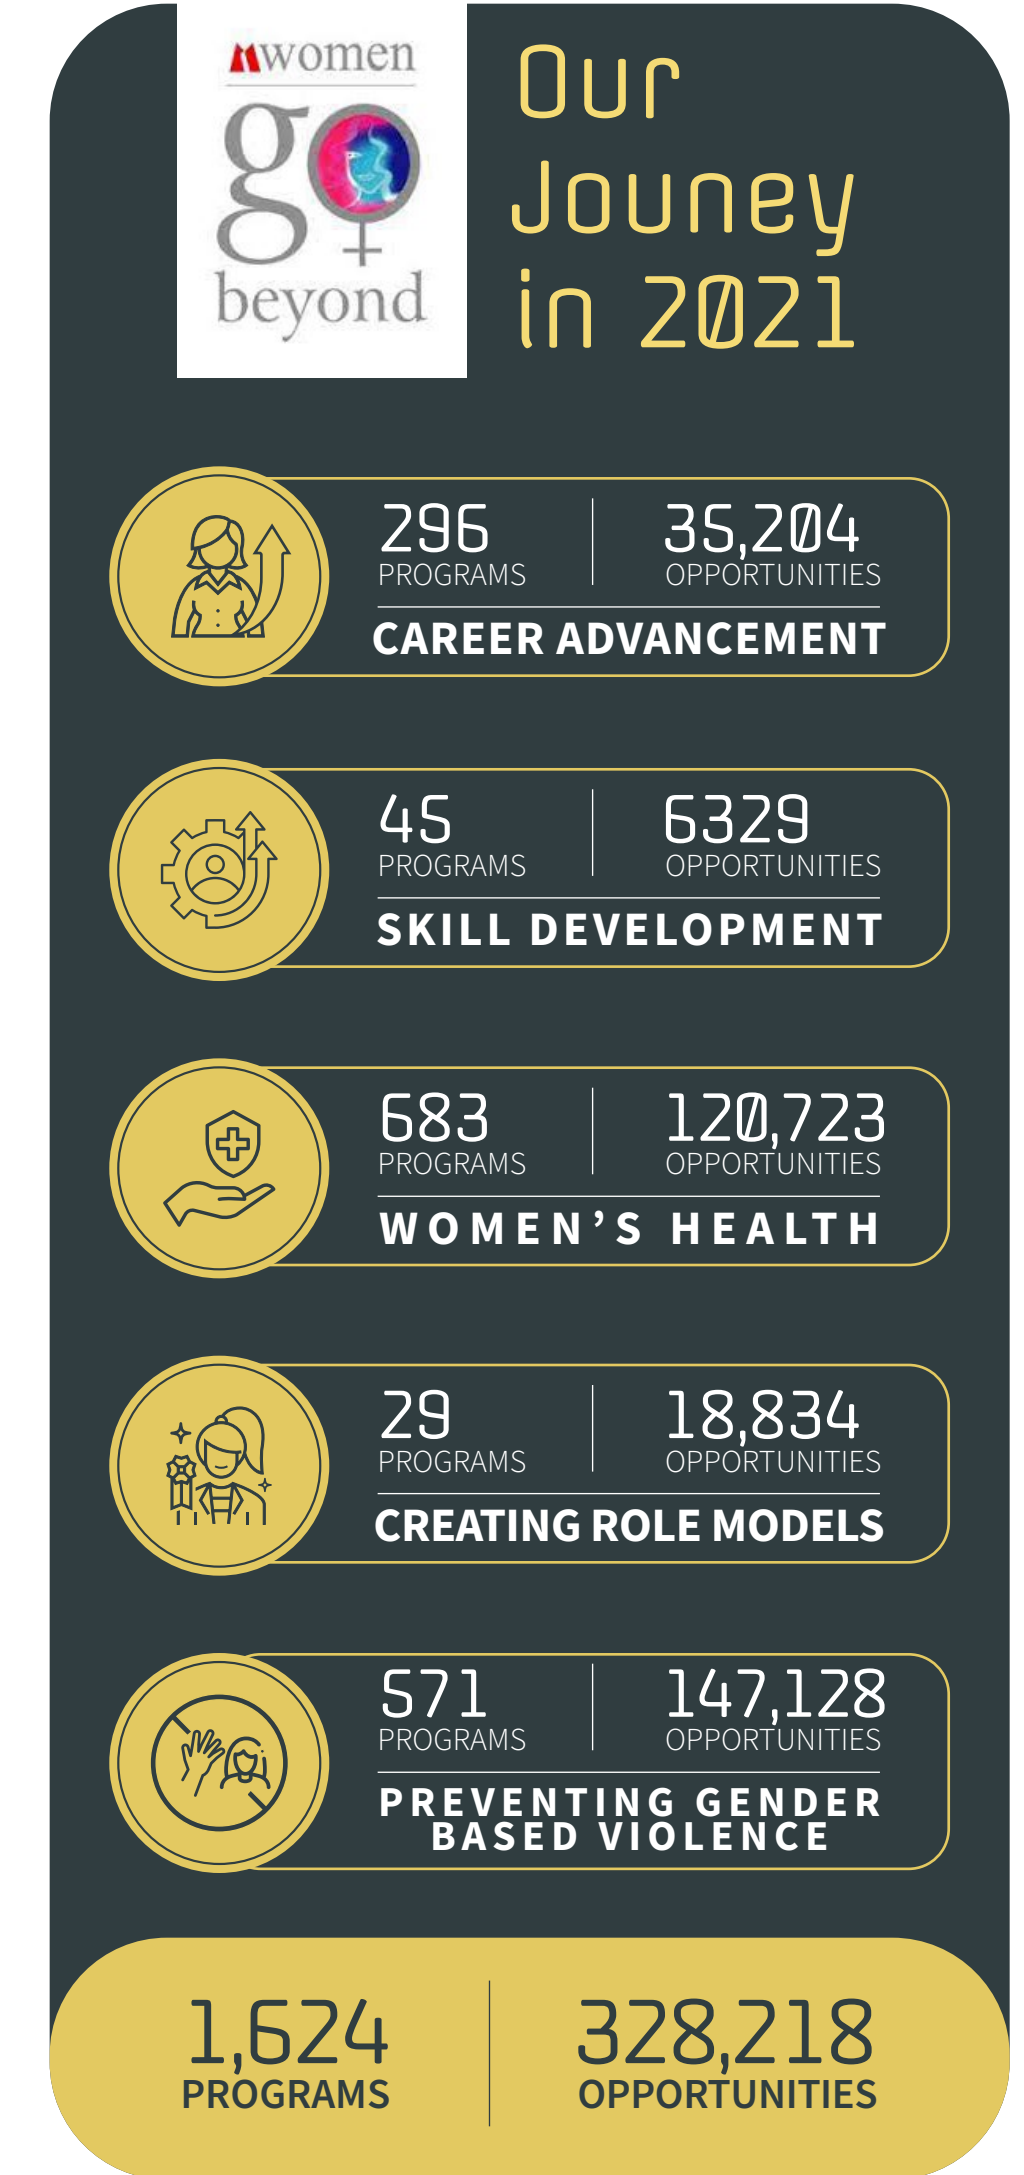 women
go
beyond
Our
Jouney
in 2021
296
PROGRAMS
35,204
OPPORTUNITIES
CAREER ADVANCEMENT
45
PROGRAMS
6329
OPPORTUNITIES
SKILL DEVELOPMENT
683
PROGRAMS
120,723
OPPORTUNITIES
WOMEN’S HEALTH
29
PROGRAMS
18,834
OPPORTUNITIES
CREATING ROLE MODELS
571
PROGRAMS
147,128
OPPORTUNITIES
PREVENTING GENDER
BASED VIOLENCE
1,624
PROGRAMS
328,218
OPPORTUNITIES